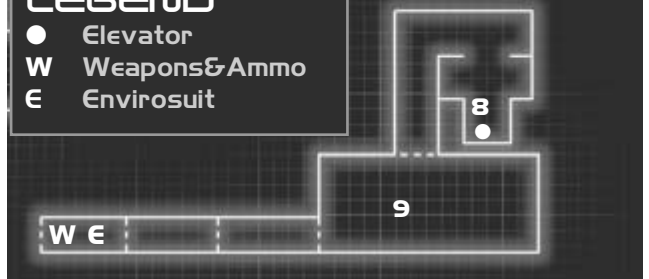 LEGEND
Elevator
W Weapons&Ammo
E Envirosuit
8
9
W E